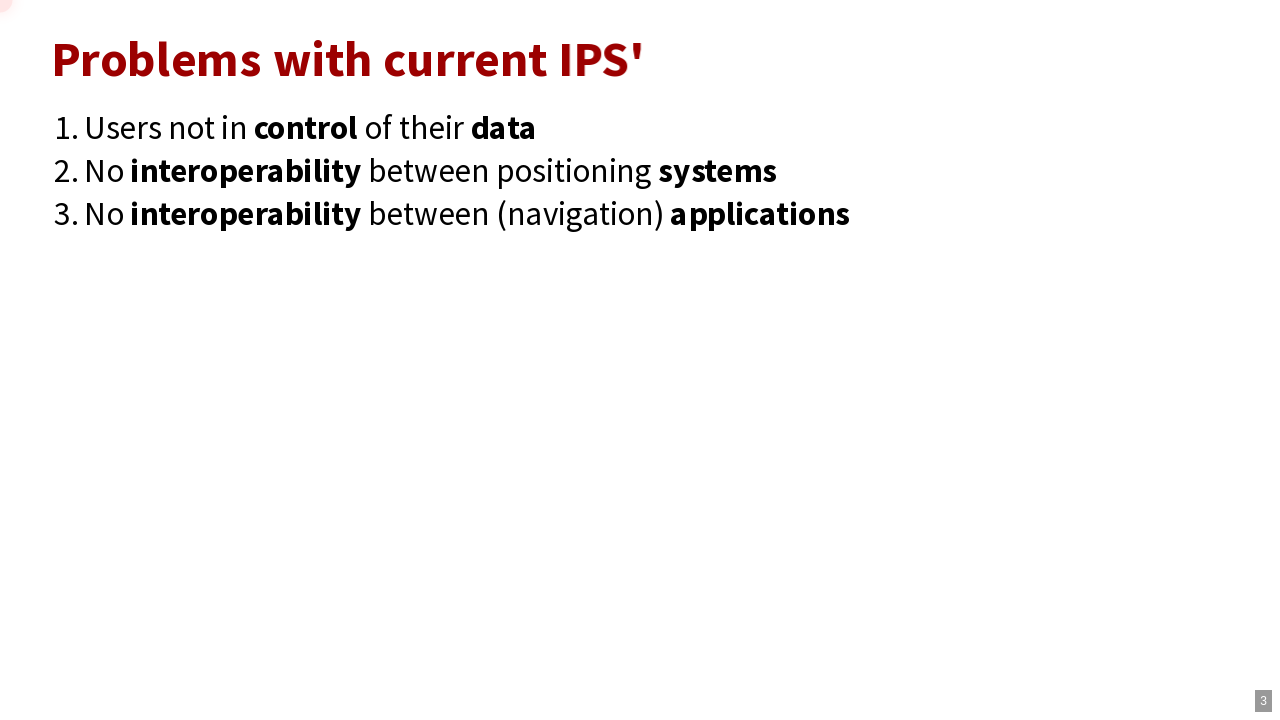 Problems with current IPS'
1. Users not in control of their data
2. No interoperability between positioning systems
3. No interoperability between (navigation) applications
3